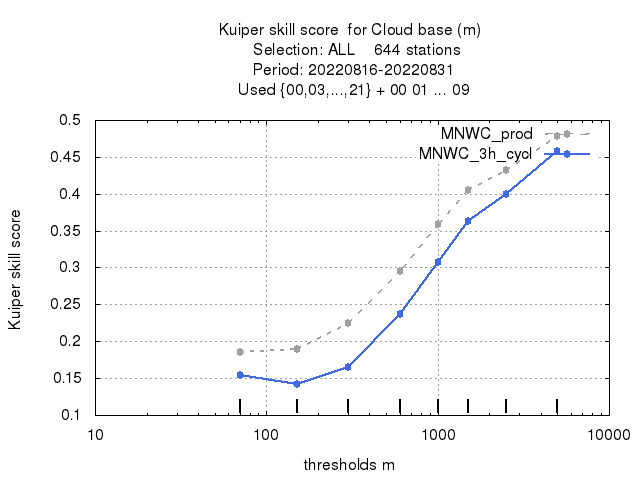 Kuiper skill score  for Cloud base (m)
Selection: ALL    644 stations
Period: 20220816-20220831
Used {00,03,...,21} + 00 01 ... 09
MNWC_prod
MNWC_3h_cycl
0.5
0.45
0.4
0.35
0.3
0.25
0.2
0.15
0.1
Kuiper skill score
10
100
1000
10000
thresholds m